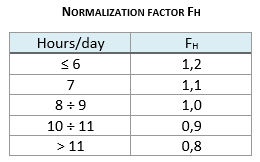 NORMALIZATION FACTOR FH
Hours/day FH
≤ 6 1,2
7 1,1
8 ÷ 9 1,0
10 ÷ 11 0,9
> 11 0,8